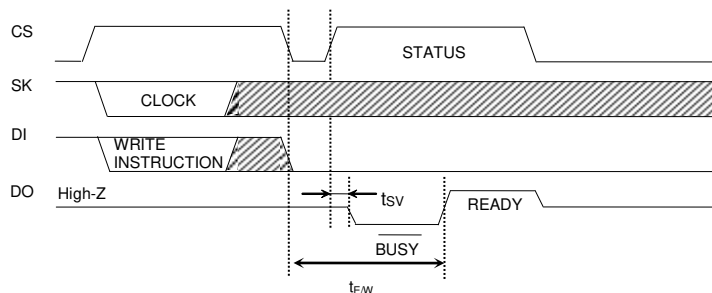 CS
STATUS
SK
CLOCK
DI
WRITE
INSTRUCTION
DO
High-Z
tSV
READY
BUSY
tE/W